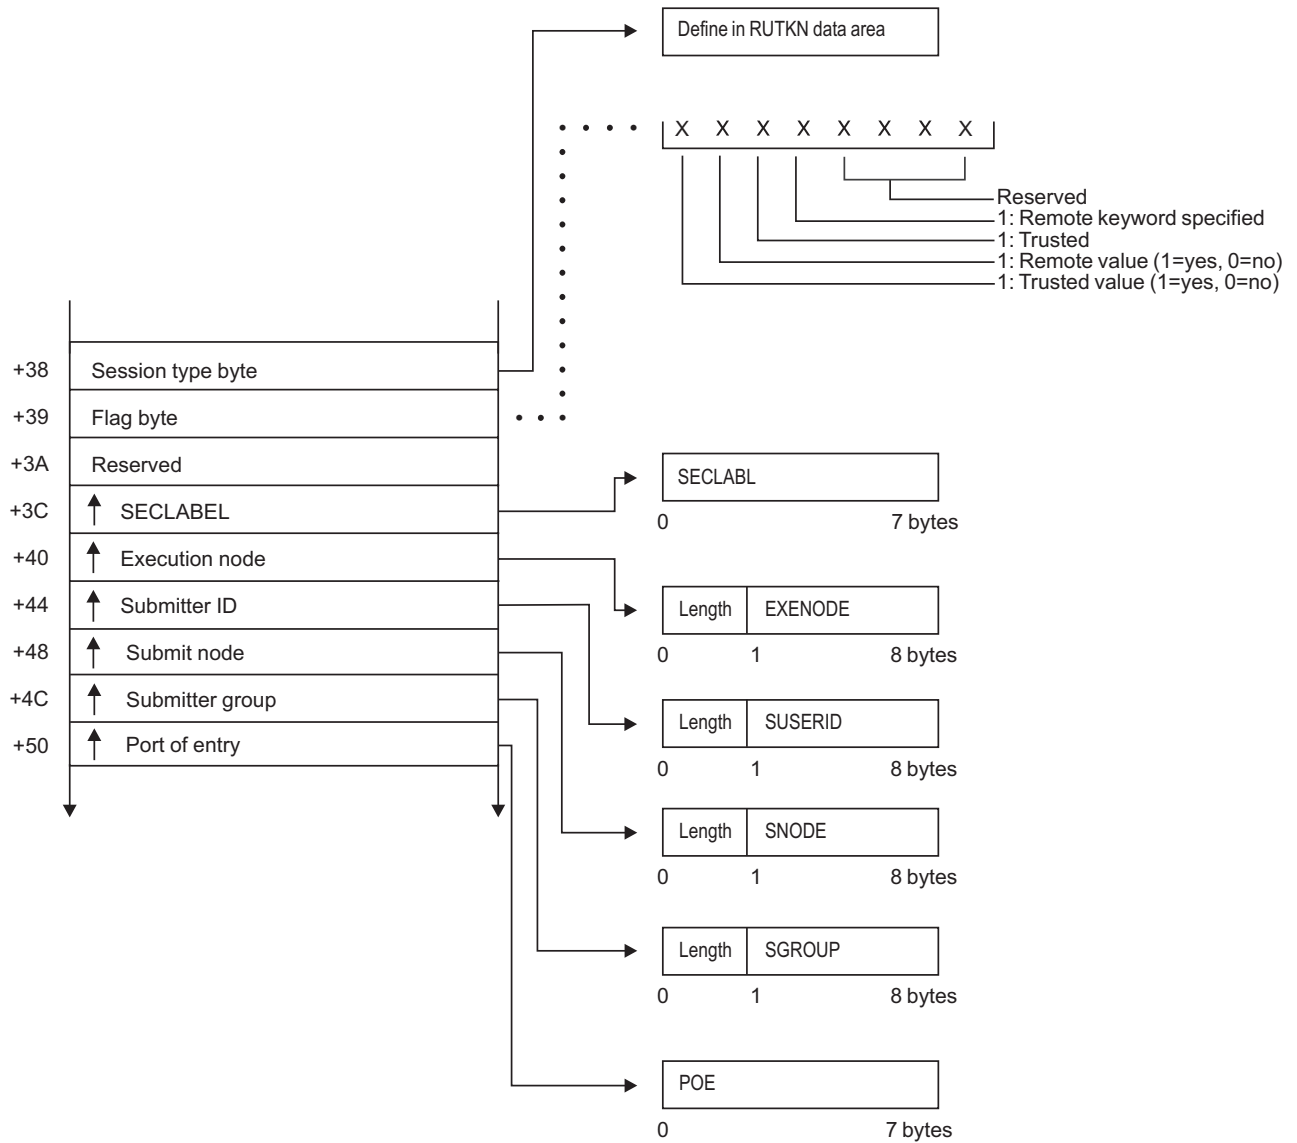 Define in RUTKN data area
X X X X X X X X
Reserved
1: Remote keyword specified
1: Trusted
1: Remote value (1=yes, 0=no)
1: Trusted value (1=yes, 0=no)
+38 Session type byte
+39 Flag byte
+3A Reserved
+3C SECLABEL
+40 Execution node
+44 Submitter ID
+48 Submit node
+4C Submitter group
+50 Port of entry
SECLABL
0 7 bytes
Length EXENODE
0 1 8 bytes
Length SUSERID
0 1 8 bytes
Length SNODE
0 1 8 bytes
Length SGROUP
0 1 8 bytes
POE
0 7 bytes